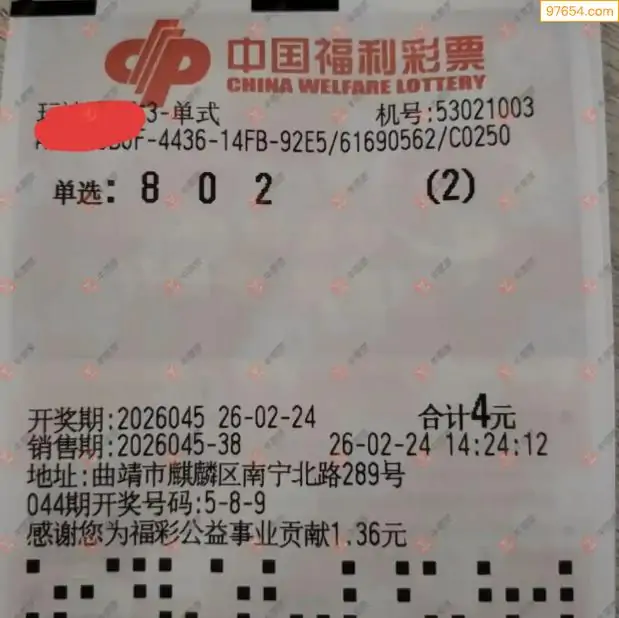 97654.com
中国福利彩票
CHINA WELFARE LOTTERY
3-单式 机号:53021003
F-4436-14FB-92E5/61690562/C0250
单选: 8 0 2 (2)
开奖期:2026045 26-02-24 合计4元
销售期:2026045-38 26-02-24 14:24:12
地址:曲靖市麒麟区南宁北路289号
044期开奖号码:5-8-9
感谢您为福彩公益事业贡献1.36元